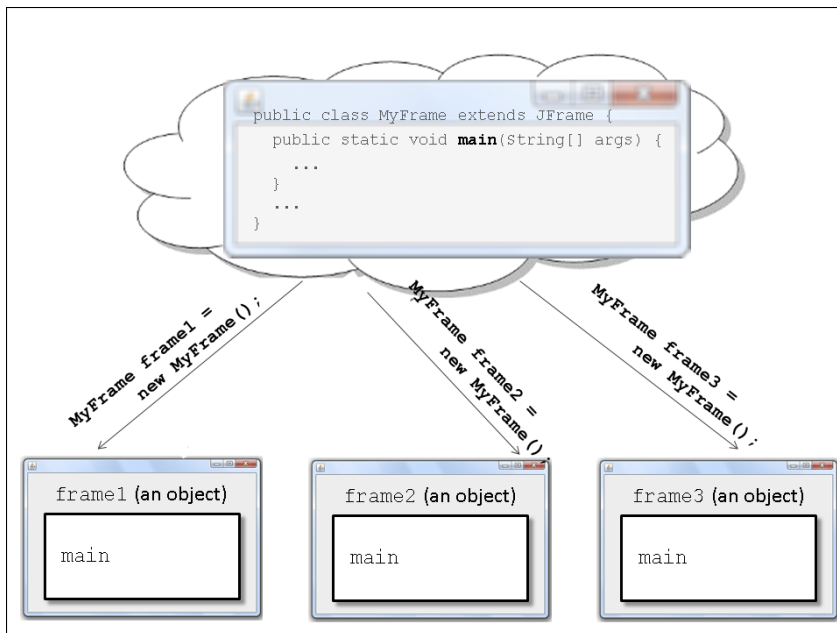 public class MyFrame extends JFrame {
public static void main(String[] args) {
...
}
...
}
MyFrame frame1 =
new MyFrame();
MyFrame frame2 =
new MyFrame();
MyFrame frame3 =
new MyFrame();
frame1 (an object)
main
frame2 (an object)
main
frame3 (an object)
main